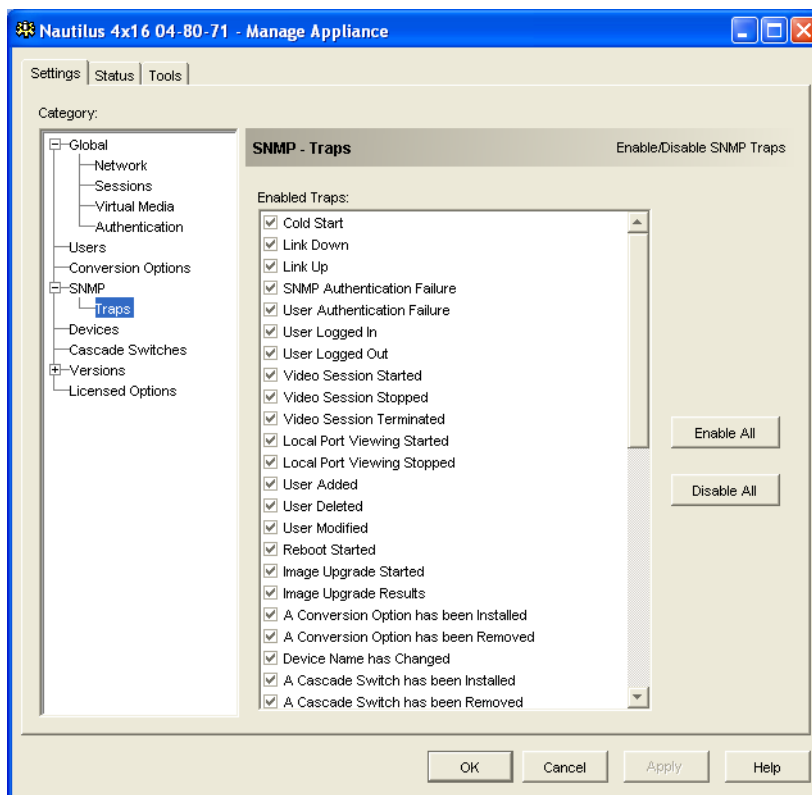 Nautilus 4x16 04-80-71 - Manage Appliance
Settings
Status
Tools
Category:
Global
Network
Sessions
Virtual Media
Authentication
Users
Conversion Options
SNMP
Traps
Devices
Cascade Switches
Versions
Licensed Options
SNMP - Traps
Enable/Disable SNMP Traps
Enabled Traps:
Cold Start
Link Down
Link Up
SNMP Authentication Failure
User Authentication Failure
User Logged In
User Logged Out
Video Session Started
Video Session Stopped
Video Session Terminated
Local Port Viewing Started
Local Port Viewing Stopped
User Added
User Deleted
User Modified
Reboot Started
Image Upgrade Started
Image Upgrade Results
A Conversion Option has been Installed
A Conversion Option has been Removed
Device Name has Changed
A Cascade Switch has been Installed
A Cascade Switch has been Removed
Enable All
Disable All
OK
Cancel
Apply
Help